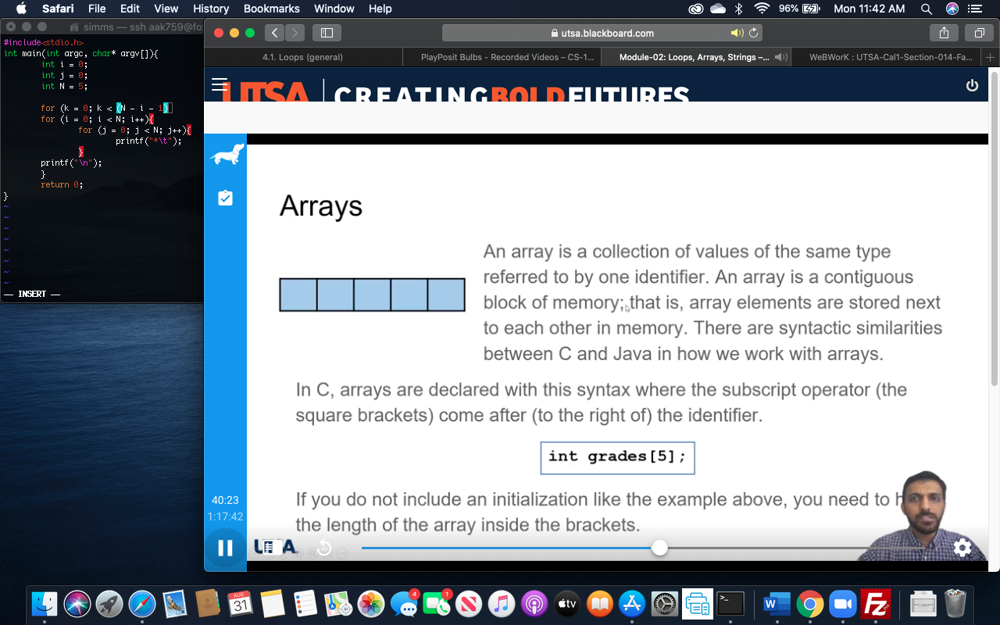 Safari File Edit View History Bookmarks Window Help 96% Mon 11:42 AM
simms — ssh aak759@fo
utsa.blackboard.com
4.1. Loops (general) PlayPosit Bulbs - Recorded Videos – CS-1... Module-02: Loops, Arrays, Strings –... WeBWorK : UTSA-Cal1-Section-014-Fa...
#include<stdio.h>
int main(int argc, char* argv[]){
int i = 0;
int j = 0;
int N = 5;
for (k = 0; k < (N - i - 1)
for (i = 0; i < N; i++){
for (j = 0; j < N; j++){
printf("*\t");
}
printf("\n");
}
return 0;
}
~
~
~
~
~
~
~
~
-- INSERT --
UTSA CREATING BOLD FUTURES
Arrays
An array is a collection of values of the same type
referred to by one identifier. An array is a contiguous
block of memory; that is, array elements are stored next
to each other in memory. There are syntactic similarities
between C and Java in how we work with arrays.
In C, arrays are declared with this syntax where the subscript operator (the
square brackets) come after (to the right of) the identifier.
int grades[5];
If you do not include an initialization like the example above, you need to
the length of the array inside the brackets.
40:23
1:17:42
UTSA
AUG
31
4
1
tv
W
Fz